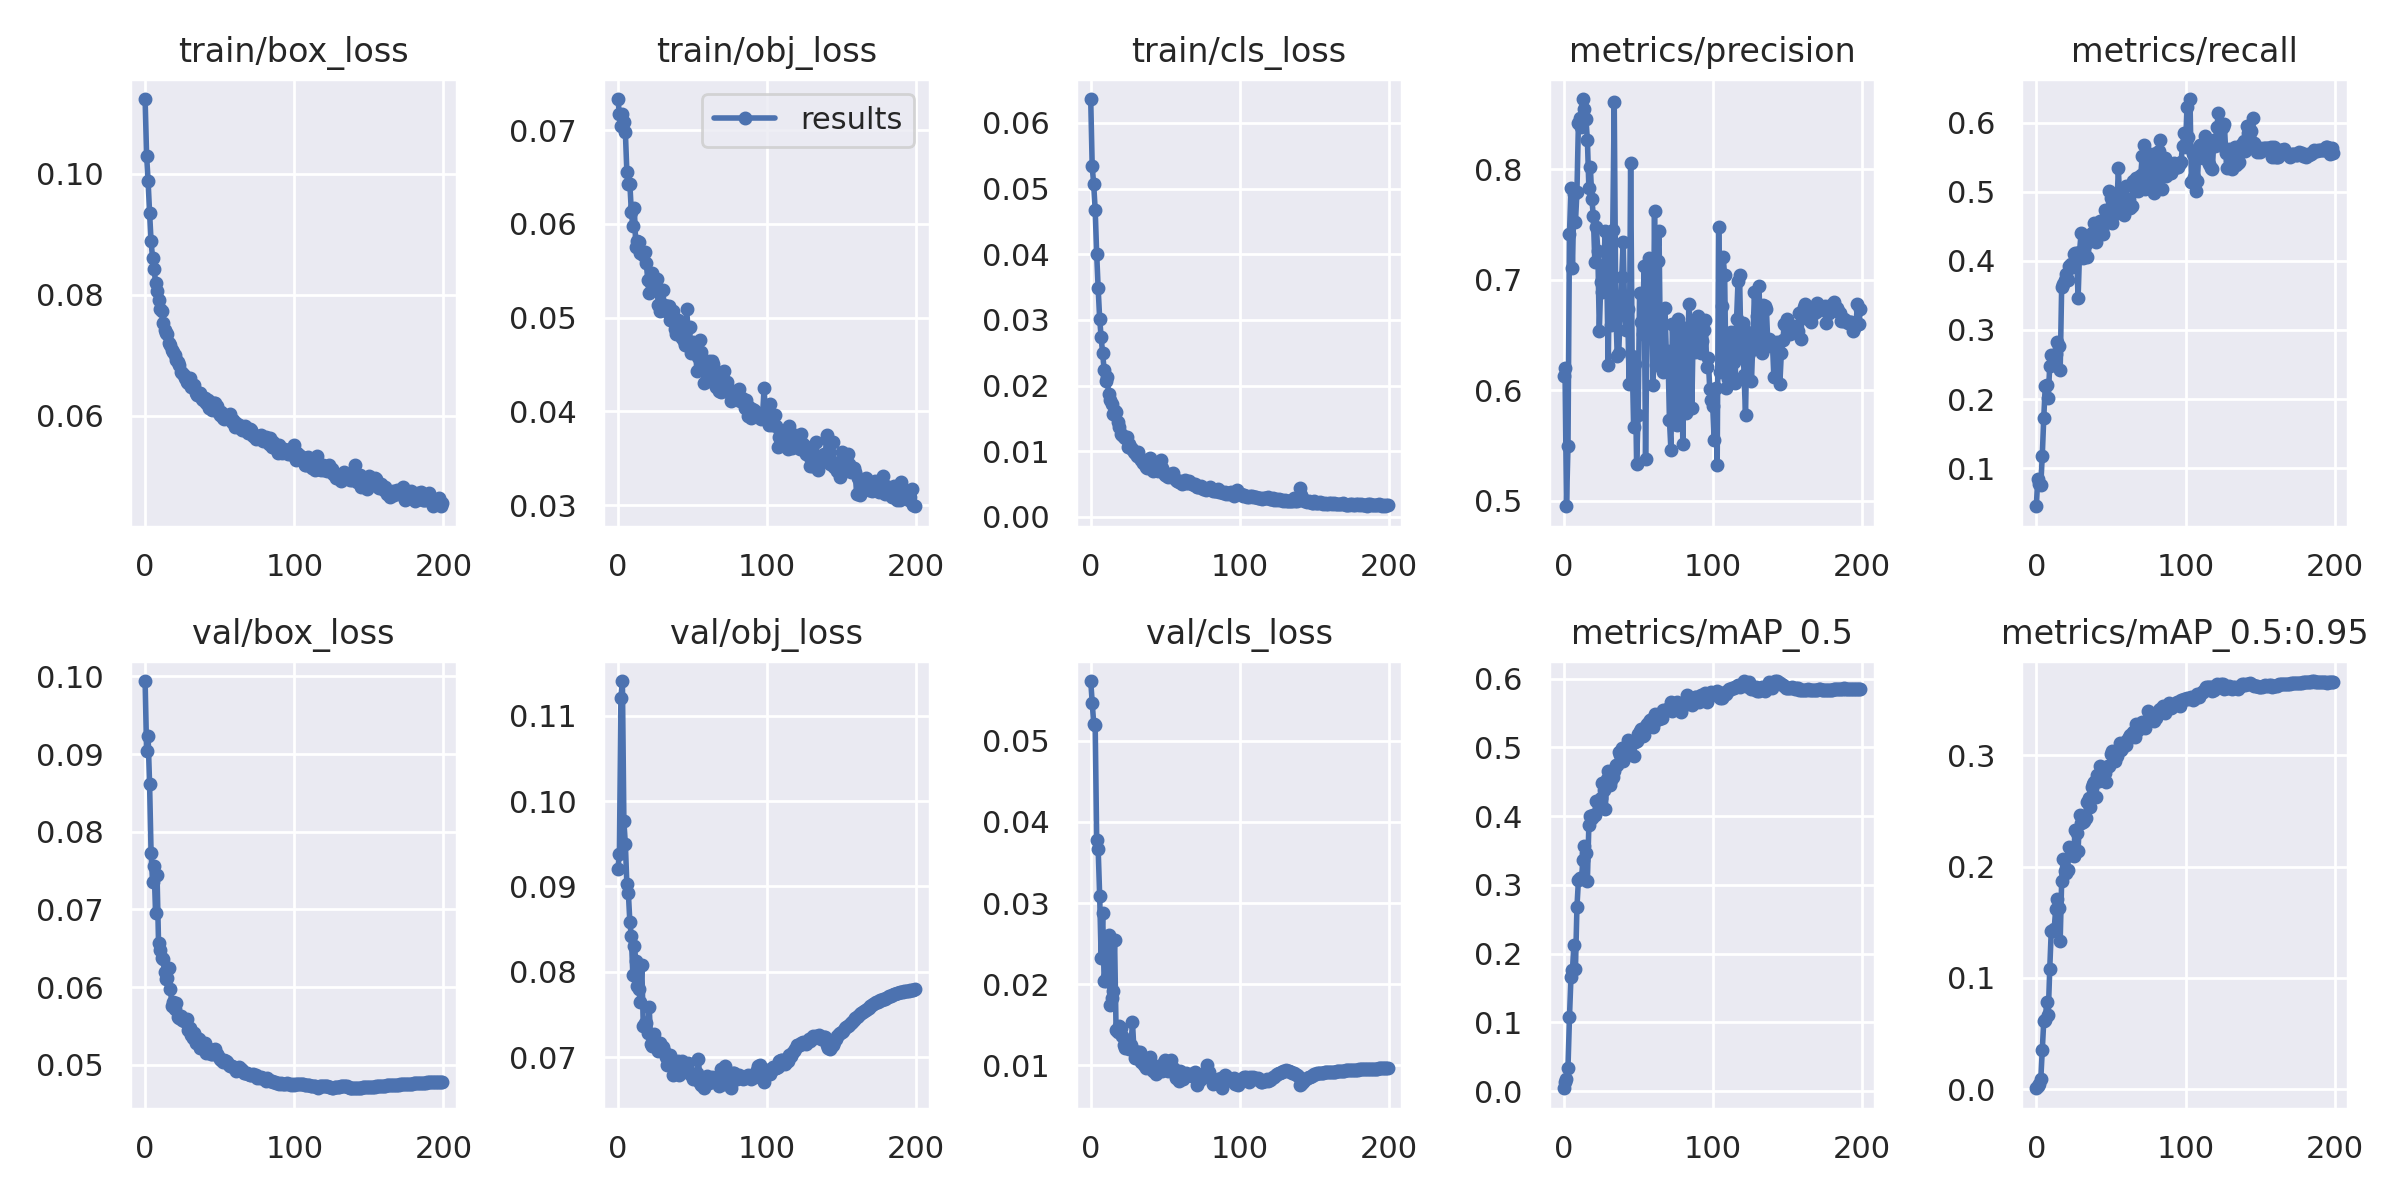 train/box_loss
0.10
0.08
0.06
0 100 200
train/obj_loss
results
0.07
0.06
0.05
0.04
0.03
0 100 200
train/cls_loss
0.06
0.05
0.04
0.03
0.02
0.01
0.00
0 100 200
metrics/precision
0.8
0.7
0.6
0.5
0 100 200
metrics/recall
0.6
0.5
0.4
0.3
0.2
0.1
0 100 200
val/box_loss
0.10
0.09
0.08
0.07
0.06
0.05
0 100 200
val/obj_loss
0.11
0.10
0.09
0.08
0.07
0 100 200
val/cls_loss
0.05
0.04
0.03
0.02
0.01
0 100 200
metrics/mAP_0.5
0.6
0.5
0.4
0.3
0.2
0.1
0.0
0 100 200
metrics/mAP_0.5:0.95
0.3
0.2
0.1
0.0
0 100 200